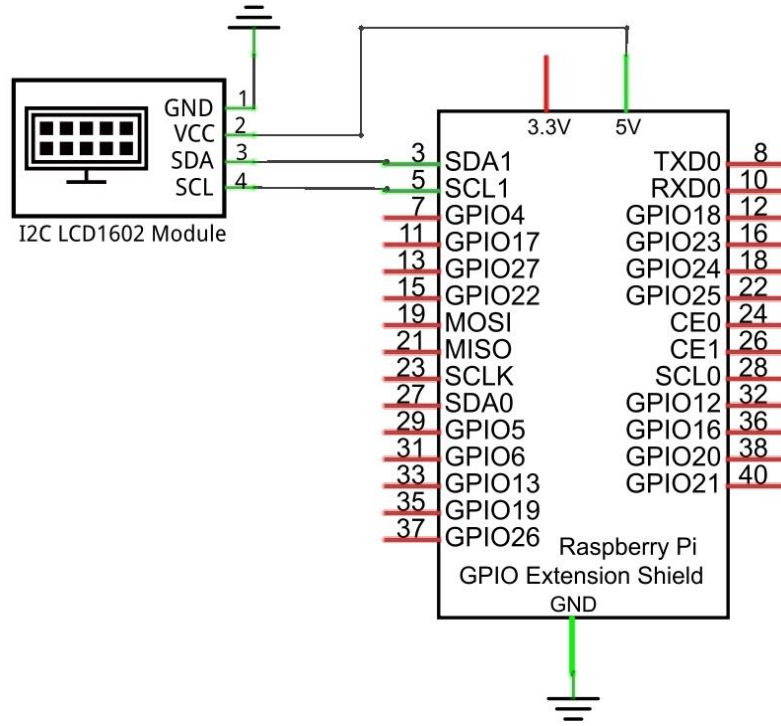 GND 1
VCC 2
SDA 3
SCL 4
I2C LCD1602 Module
3.3V 5V
3 SDA1 TXD0 8
5 SCL1 RXD0 10
7 GPIO4 GPIO18 12
11 GPIO17 GPIO23 16
13 GPIO27 GPIO24 18
15 GPIO22 GPIO25 22
19 MOSI CE0 24
21 MISO CE1 26
23 SCLK SCL0 28
27 SDA0 GPIO12 32
29 GPIO5 GPIO16 36
31 GPIO6 GPIO20 38
33 GPIO13 GPIO21 40
35 GPIO19
37 GPIO26
Raspberry Pi
GPIO Extension Shield
GND